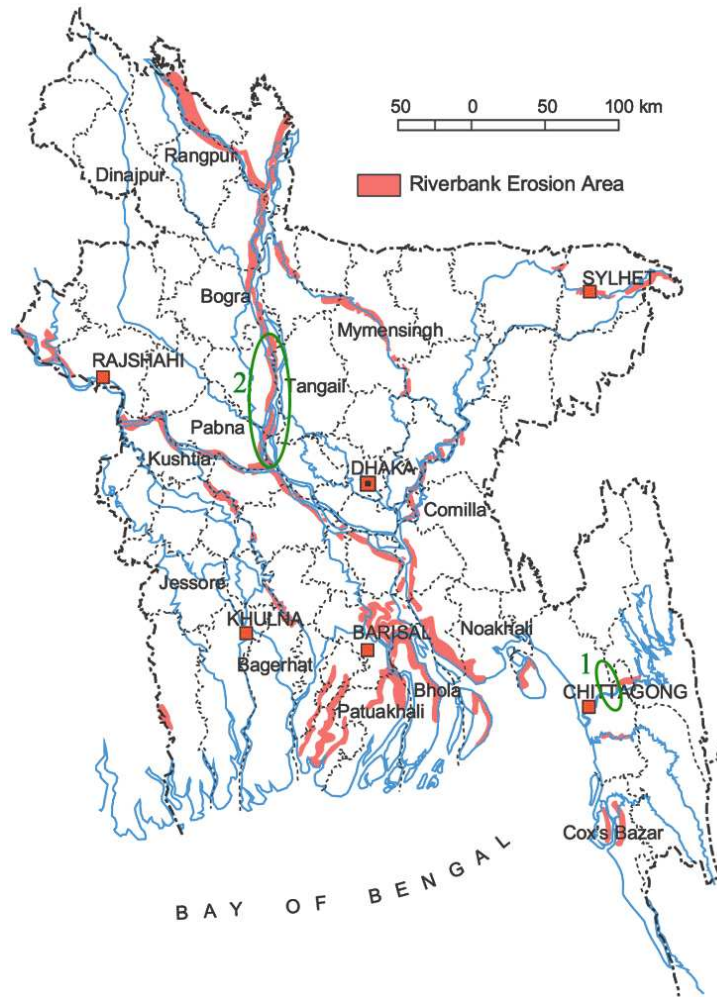 50 0 50 100 km
Rangpur
Dinajpur
Riverbank Erosion Area
SYLHET
Bogra
Mymensingh
RAJSHAHI
2
Tangail
Pabna
Kushtia
DHAKA
Comilla
Jessore
KHULNA
BARISAL
Noakhali
Bagerhat
1
Bhola
CHITTAGONG
Patuakhali
Cox's Bazar
BAY OF BENGAL